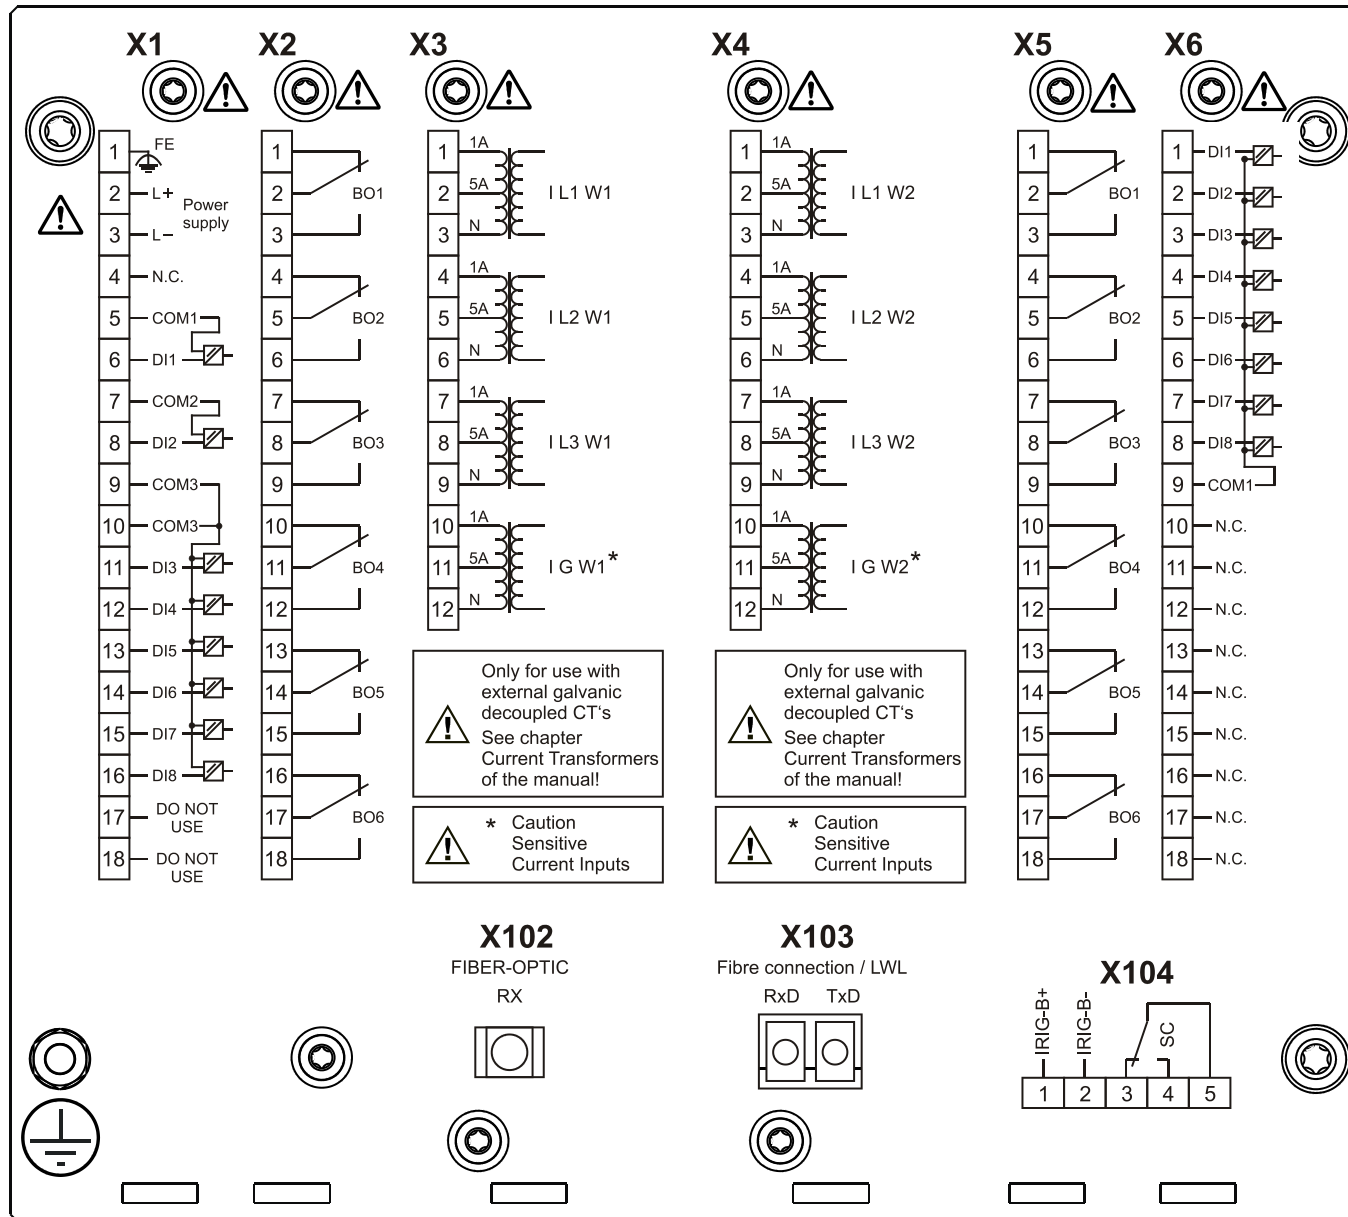 X1
1 FE
2 L+ Power
supply
3 L–
4 N.C.
5 COM1
6 DI1
7 COM2
8 DI2
9 COM3
10 COM3
11 DI3
12 DI4
13 DI5
14 DI6
15 DI7
16 DI8
17 DO NOT
USE
18 DO NOT
USE
X2
1
2 BO1
3
4
5 BO2
6
7
8 BO3
9
10
11 BO4
12
13
14 BO5
15
16
17 BO6
18
X3
1 1A
2 5A I L1 W1
3 N
4 1A
5 5A I L2 W1
6 N
7 1A
8 5A I L3 W1
9 N
10 1A
11 5A I G W1*
12 N
Only for use with
external galvanic
decoupled CT‘s
See chapter
Current Transformers
of the manual!
* Caution
Sensitive
Current Inputs
X4
1 1A
2 5A I L1 W2
3 N
4 1A
5 5A I L2 W2
6 N
7 1A
8 5A I L3 W2
9 N
10 1A
11 5A I G W2*
12 N
Only for use with
external galvanic
decoupled CT‘s
See chapter
Current Transformers
of the manual!
* Caution
Sensitive
Current Inputs
X5
1
2 BO1
3
4
5 BO2
6
7
8 BO3
9
10
11 BO4
12
13
14 BO5
15
16
17 BO6
18
X6
1 DI1
2 DI2
3 DI3
4 DI4
5 DI5
6 DI6
7 DI7
8 DI8
9 COM1
10 N.C.
11 N.C.
12 N.C.
13 N.C.
14 N.C.
15 N.C.
16 N.C.
17 N.C.
18 N.C.
X102
FIBER-OPTIC
RX
X103
Fibre connection / LWL
RxD TxD
X104
IRIG-B+
IRIG-B-
SC
1 2 3 4 5